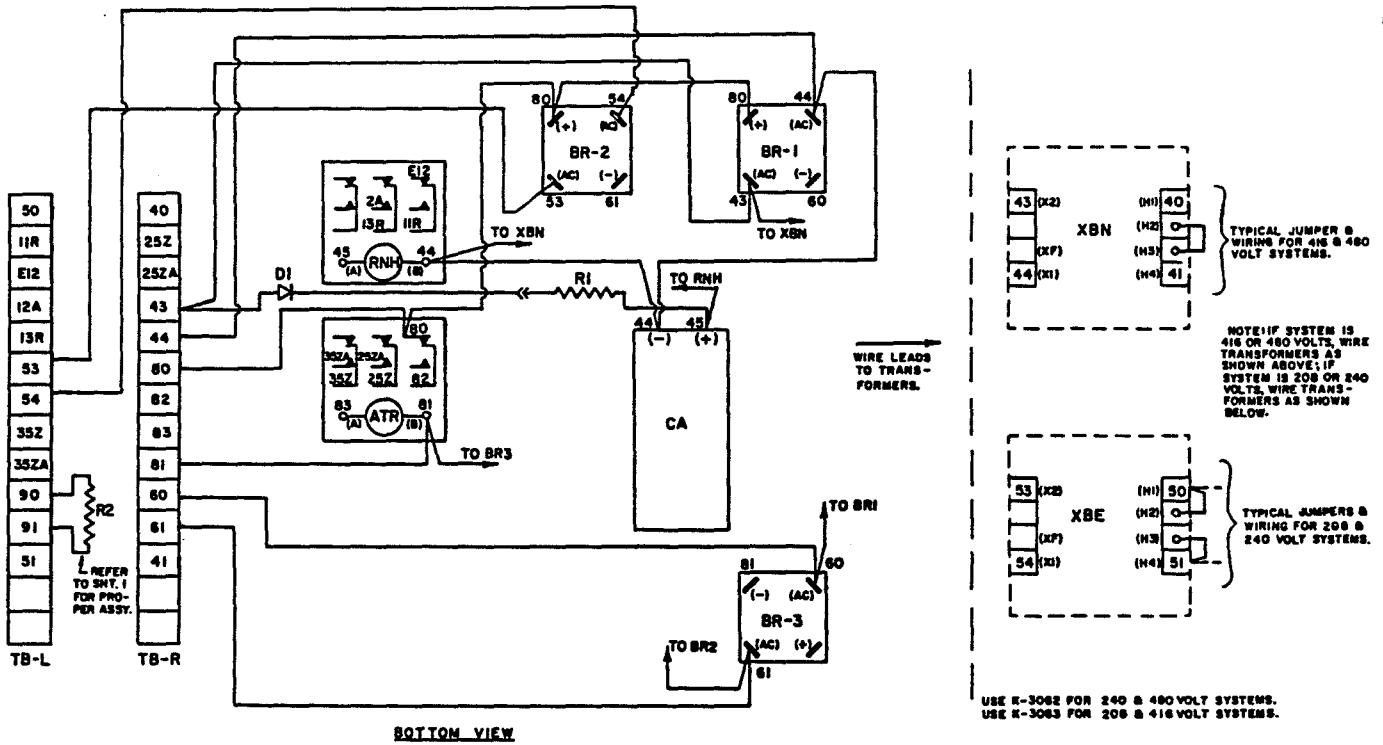 80 54
(+) (AC)
BR-2
(AC) (-)
53 61
80 44
(+) (AC)
BR-1
(AC) (-)
43 60
TO XBN
E12
2A
13R 11R
45 44
(A) RNH (B)
TO XBN
D1
R1
TO RNH
44 45
(-) (+)
CA
80
35ZA 25ZA
35Z 25Z 82
83 81
(A) ATR (B)
TO BR3
50
11R
E12
12A
13R
53
54
35Z
35ZA
90
91
51
TB-L
R2
REFER
TO SHT. 1
FOR PRO-
PER ASSY.
40
25Z
25ZA
43
44
80
82
83
81
60
61
41
TB-R
TO BR1
81 60
(-) (AC)
BR-3
(AC) (+)
61
TO BR2
BOTTOM VIEW
WIRE LEADS
TO TRANS-
FORMERS.
43 (X2) (H1) 40
XBN (H2)
(XF) (H3)
44 (X1) (H4) 41
TYPICAL JUMPER &
WIRING FOR 416 & 480
VOLT SYSTEMS.
NOTE: IF SYSTEM IS
416 OR 480 VOLTS, WIRE
TRANSFORMERS AS
SHOWN ABOVE; IF
SYSTEM IS 208 OR 240
VOLTS, WIRE TRANS-
FORMERS AS SHOWN
BELOW.
53 (X2) (H1) 50
XBE (H2)
(XF) (H3)
54 (X1) (H4) 51
TYPICAL JUMPERS &
WIRING FOR 208 &
240 VOLT SYSTEMS.
USE K-3062 FOR 240 & 480 VOLT SYSTEMS.
USE K-3063 FOR 208 & 416 VOLT SYSTEMS.